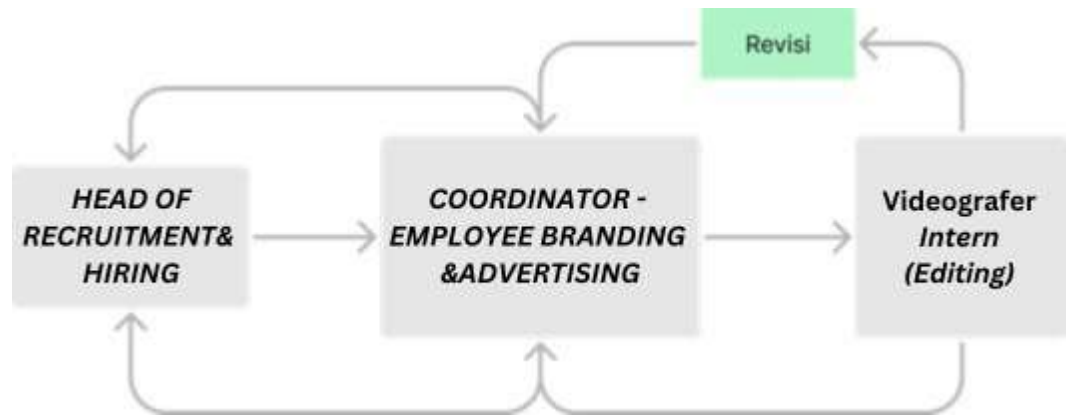 Revisi
HEAD OF
RECRUITMENT&
HIRING
COORDINATOR -
EMPLOYEE BRANDING
&ADVERTISING
Videografer
Intern
(Editing)